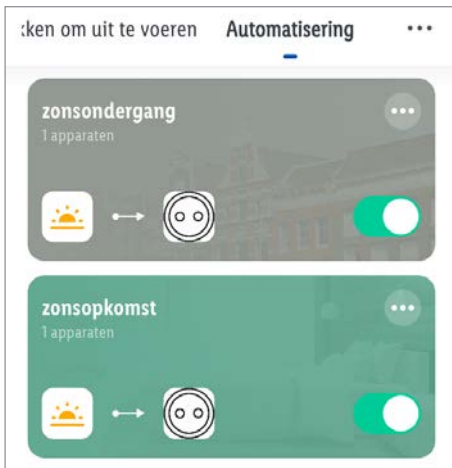 :ken om uit te voeren Automatisering ...
zonsondergang
1 apparaten
zonsopkomst
1 apparaten